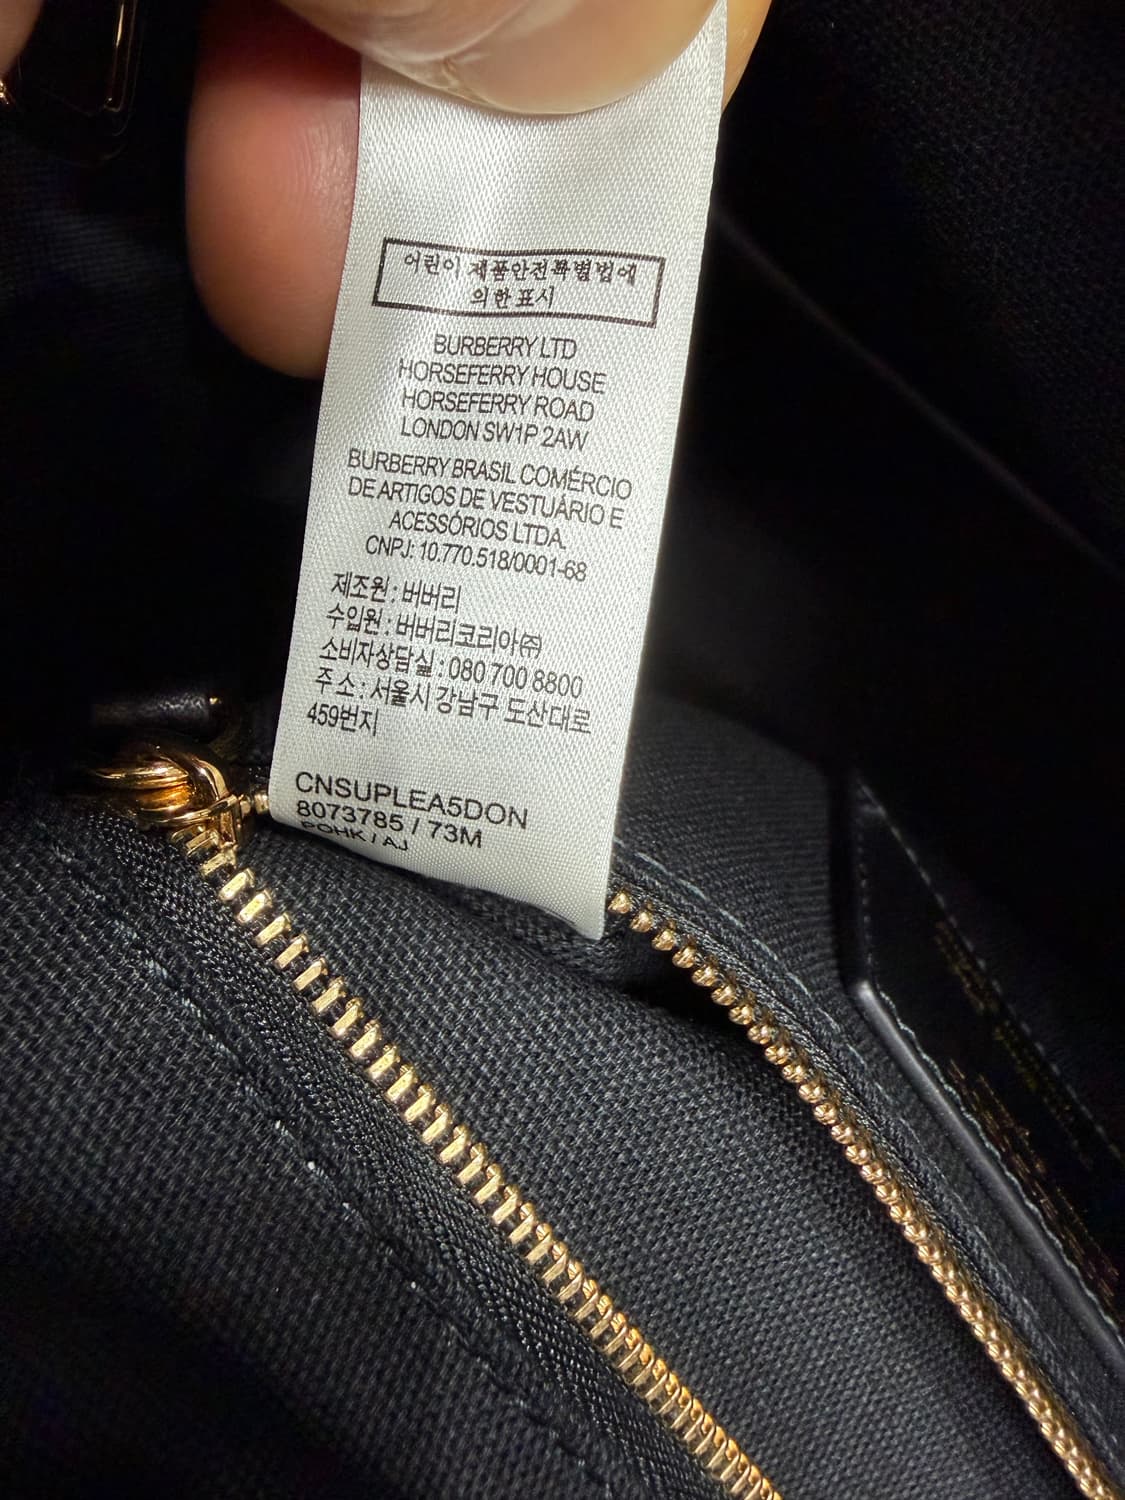 어린이 제품안전특별법에
의한 표시
BURBERRY LTD
HORSEFERRY HOUSE
HORSEFERRY ROAD
LONDON SW1P 2AW
BURBERRY BRASIL COMÉRCIO
DE ARTIGOS DE VESTUÁRIO E
ACESSÓRIOS LTDA.
CNPJ: 10.770.518/0001-68
제조원 : 버버리
수입원 : 버버리코리아㈜
소비자상담실 : 080 700 8800
주소 : 서울시 강남구 도산대로
459번지
CNSUPLEA5DON
8073785 / 73M
POHK / AJ